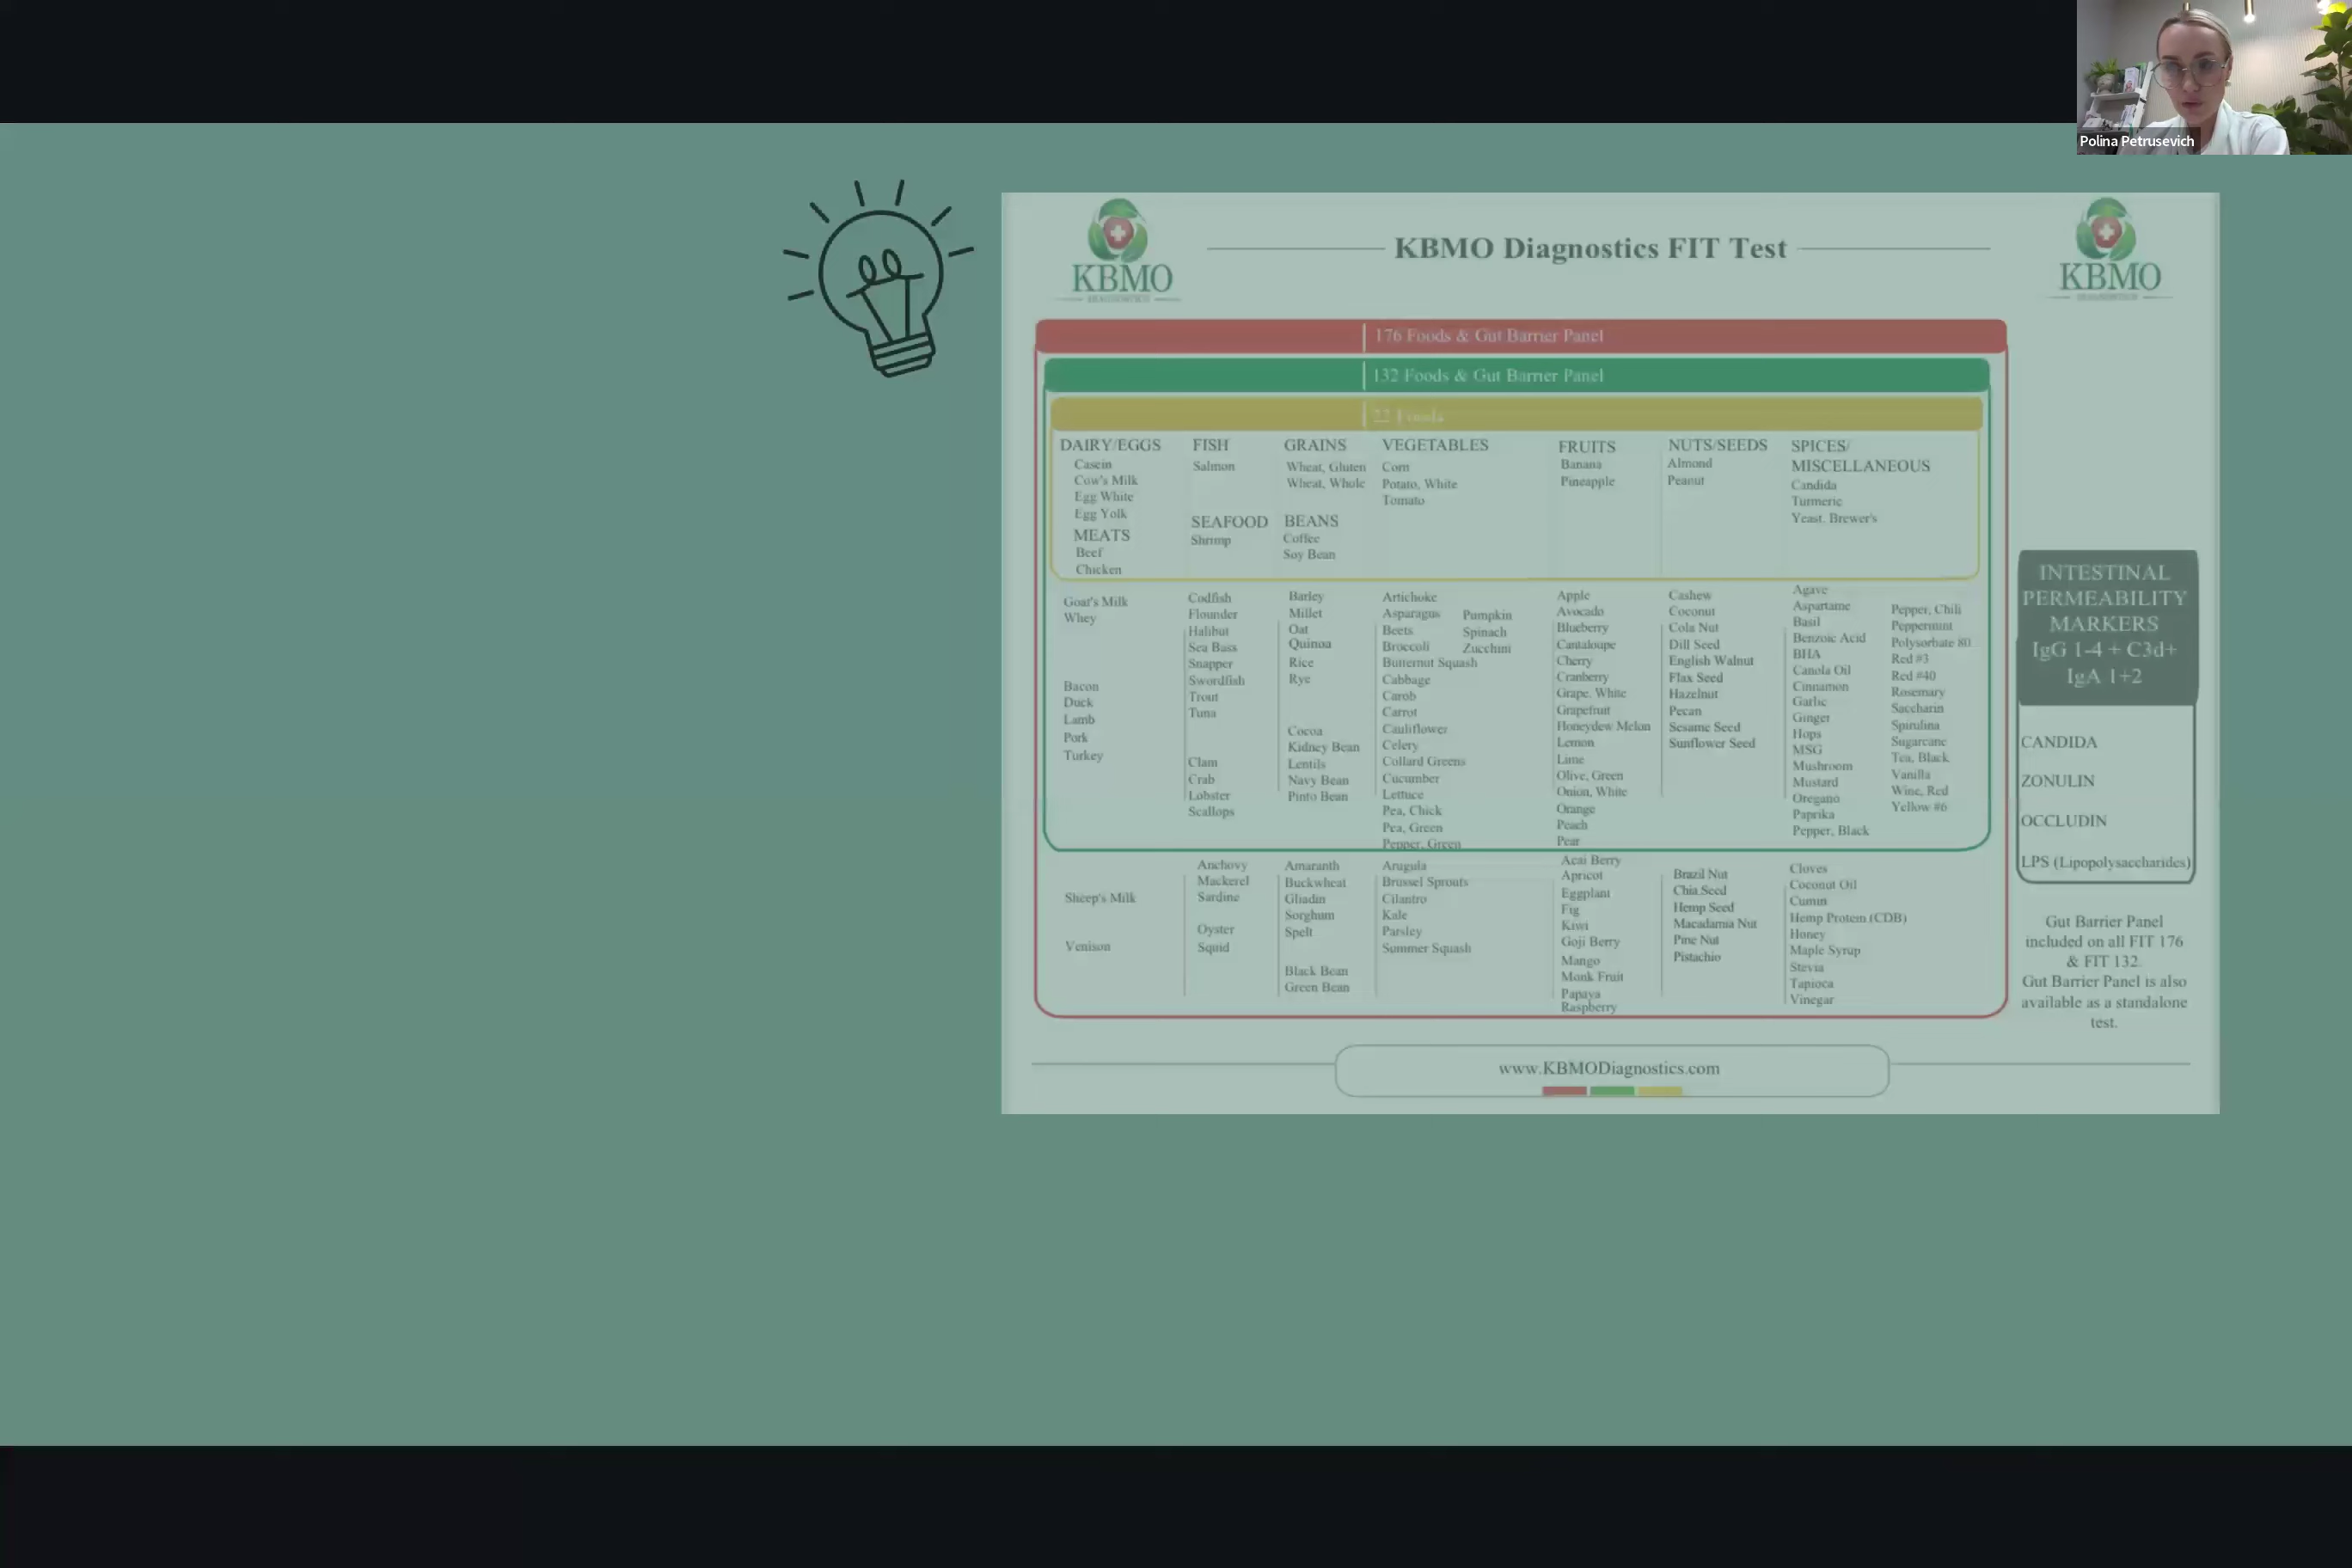 Polina Petrusevich
KBMO
DIAGNOSTICS
KBMO Diagnostics FIT Test
KBMO
DIAGNOSTICS
176 Foods & Gut Barrier Panel
132 Foods & Gut Barrier Panel
22 Foods
DAIRY/EGGS
Casein
Cow's Milk
Egg White
Egg Yolk
MEATS
Beef
Chicken
FISH
Salmon
SEAFOOD
Shrimp
GRAINS
Wheat, Gluten
Wheat, Whole
BEANS
Coffee
Soy Bean
VEGETABLES
Corn
Potato, White
Tomato
FRUITS
Banana
Pineapple
NUTS/SEEDS
Almond
Peanut
SPICES/
MISCELLANEOUS
Candida
Turmeric
Yeast. Brewer's
Goat's Milk
Whey
Bacon
Duck
Lamb
Pork
Turkey
Codfish
Flounder
Halibut
Sea Bass
Snapper
Swordfish
Trout
Tuna
Clam
Crab
Lobster
Scallops
Barley
Millet
Oat
Quinoa
Rice
Rye
Cocoa
Kidney Bean
Lentils
Navy Bean
Pinto Bean
Artichoke
Asparagus
Beets
Broccoli
Butternut Squash
Cabbage
Carob
Carrot
Cauliflower
Celery
Collard Greens
Cucumber
Lettuce
Pea, Chick
Pea, Green
Pepper, Green
Pumpkin
Spinach
Zucchini
Apple
Avocado
Blueberry
Cantaloupe
Cherry
Cranberry
Grape, White
Grapefruit
Honeydew Melon
Lemon
Lime
Olive, Green
Onion, White
Orange
Peach
Pear
Cashew
Coconut
Cola Nut
Dill Seed
English Walnut
Flax Seed
Hazelnut
Pecan
Sesame Seed
Sunflower Seed
Agave
Aspartame
Basil
Benzoic Acid
BHA
Canola Oil
Cinnamon
Garlic
Ginger
Hops
MSG
Mushroom
Mustard
Oregano
Paprika
Pepper, Black
Pepper, Chili
Peppermint
Polysorbate 80
Red #3
Red #40
Rosemary
Saccharin
Spirulina
Sugarcane
Tea, Black
Vanilla
Wine, Red
Yellow #6
Sheep's Milk
Venison
Anchovy
Mackerel
Sardine
Oyster
Squid
Amaranth
Buckwheat
Gliadin
Sorghum
Spelt
Black Bean
Green Bean
Arugula
Brussel Sprouts
Cilantro
Kale
Parsley
Summer Squash
Acai Berry
Apricot
Eggplant
Fig
Kiwi
Goji Berry
Mango
Monk Fruit
Papaya
Raspberry
Brazil Nut
Chia Seed
Hemp Seed
Macadamia Nut
Pine Nut
Pistachio
Cloves
Coconut Oil
Cumin
Hemp Protein (CDB)
Honey
Maple Syrup
Stevia
Tapioca
Vinegar
INTESTINAL
PERMEABILITY
MARKERS
IgG 1-4 + C3d+
IgA 1+2
CANDIDA
ZONULIN
OCCLUDIN
LPS (Lipopolysaccharides)
Gut Barrier Panel
included on all FIT 176
& FIT 132.
Gut Barrier Panel is also
available as a standalone
test.
www.KBMODiagnostics.com